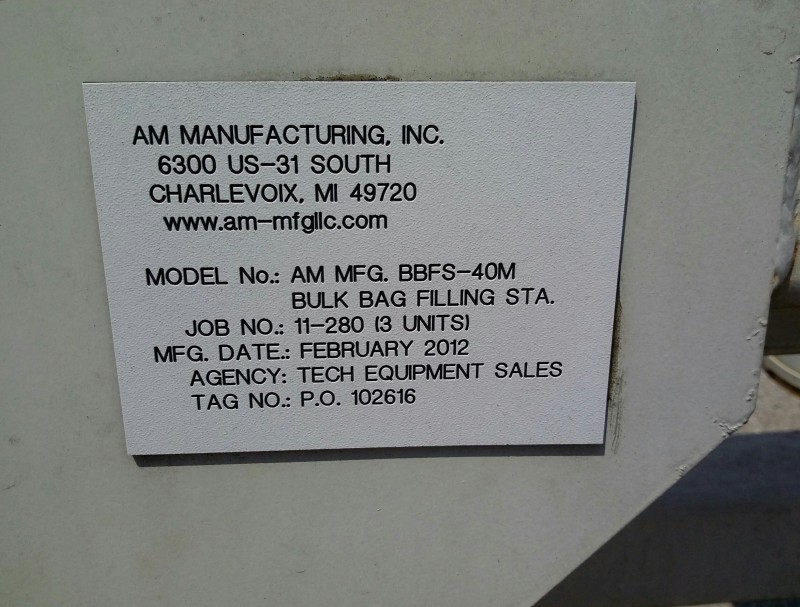 AM MANUFACTURING, INC.
6300 US-31 SOUTH
CHARLEVOIX, MI 49720
www.am-mfgllc.com
MODEL No.: AM MFG. BBFS-40M
BULK BAG FILLING STA.
JOB NO.: 11-280 (3 UNITS)
MFG. DATE.: FEBRUARY 2012
AGENCY: TECH EQUIPMENT SALES
TAG NO.: P.O. 102616